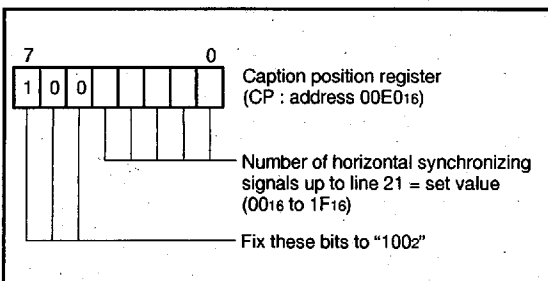 7 0
1 0 0
Caption position register
(CP : address 00E016)
Number of horizontal synchronizing
signals up to line 21 = set value
(0016 to 1F16)
Fix these bits to “1002”